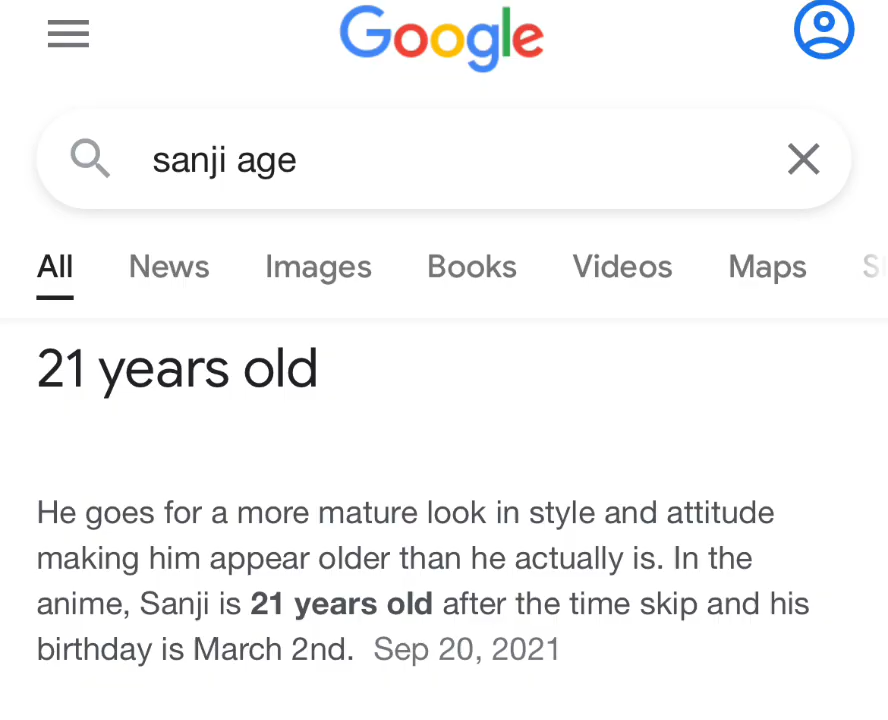 Google
sanji age
All News Images Books Videos Maps
21 years old
He goes for a more mature look in style and attitude
making him appear older than he actually is. In the
anime, Sanji is 21 years old after the time skip and his
birthday is March 2nd. Sep 20, 2021